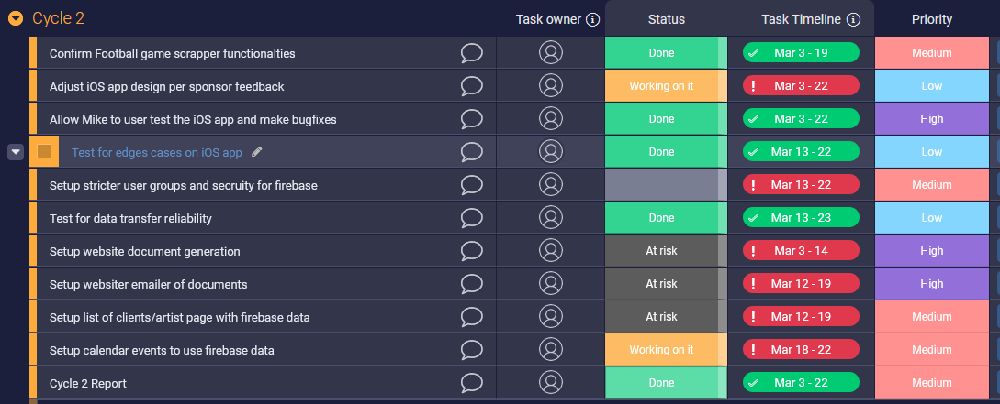 Cycle 2
Task owner Status Task Timeline Priority
Confirm Football game scrapper functionalties Done Mar 3 - 19 Medium
Adjust iOS app design per sponsor feedback Working on it Mar 3 - 22 Low
Allow Mike to user test the iOS app and make bugfixes Done Mar 3 - 22 High
Test for edges cases on iOS app Done Mar 13 - 22 Low
Setup stricter user groups and secruity for firebase Mar 13 - 22 Medium
Test for data transfer reliability Done Mar 13 - 23 Low
Setup website document generation At risk Mar 3 - 14 High
Setup websiter emailer of documents At risk Mar 12 - 19 High
Setup list of clients/artist page with firebase data At risk Mar 12 - 19 Medium
Setup calendar events to use firebase data Working on it Mar 18 - 22 Medium
Cycle 2 Report Done Mar 3 - 22 Medium